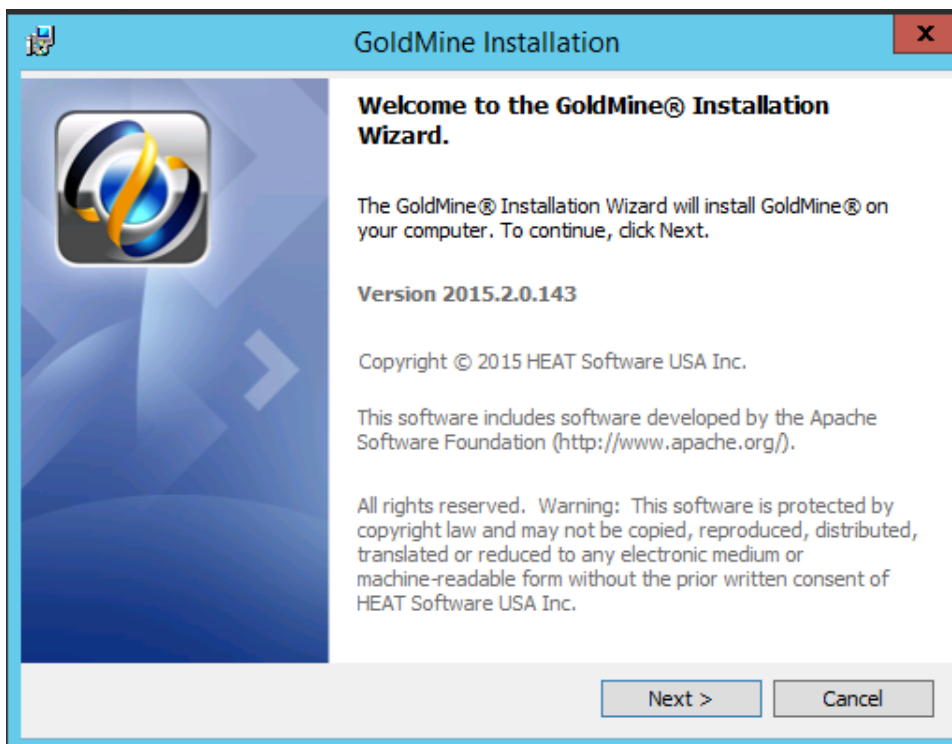 GoldMine Installation
x
Welcome to the GoldMine® Installation
Wizard.
The GoldMine® Installation Wizard will install GoldMine® on
your computer. To continue, click Next.
Version 2015.2.0.143
Copyright © 2015 HEAT Software USA Inc.
This software includes software developed by the Apache
Software Foundation (http://www.apache.org/).
All rights reserved.  Warning:  This software is protected by
copyright law and may not be copied, reproduced, distributed,
translated or reduced to any electronic medium or
machine-readable form without the prior written consent of
HEAT Software USA Inc.
Next >
Cancel